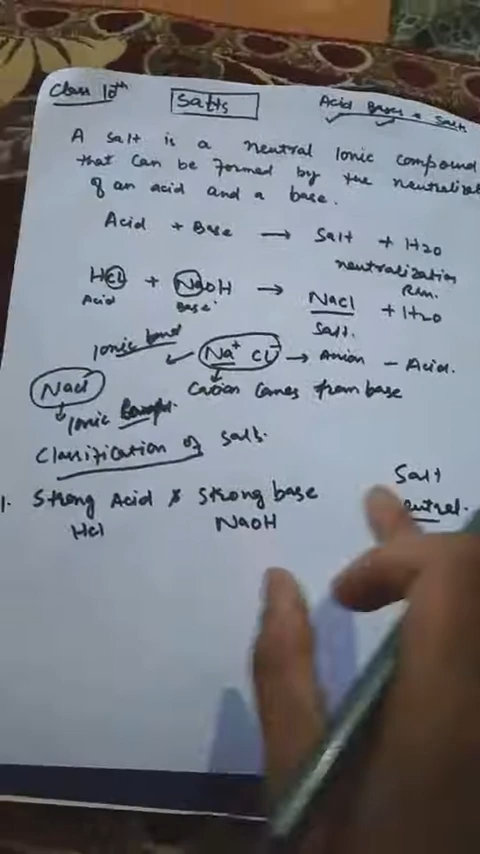 Class 10th
Salts
Acid Bases & Salts
A salt is a neutral Ionic compound
that can be formed by the
of an acid and a base.
Acid + Base → Salt + H2O
neutralization
Rxn.
HCl + NaOH → NaCl + H2O
Acid Base Salt.
Ionic bond
Na+ Cl- → Anion - Acid.
NaCl
Cation comes from base
Ionic
Classification of salts.
1. Strong Acid & Strong base
Salt
HCl NaOH